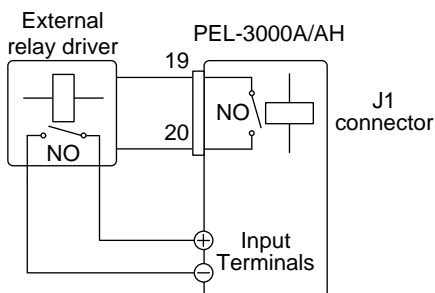 External
relay driver
PEL-3000A/AH
19
NO
J1
connector
20
NO
Input
Terminals